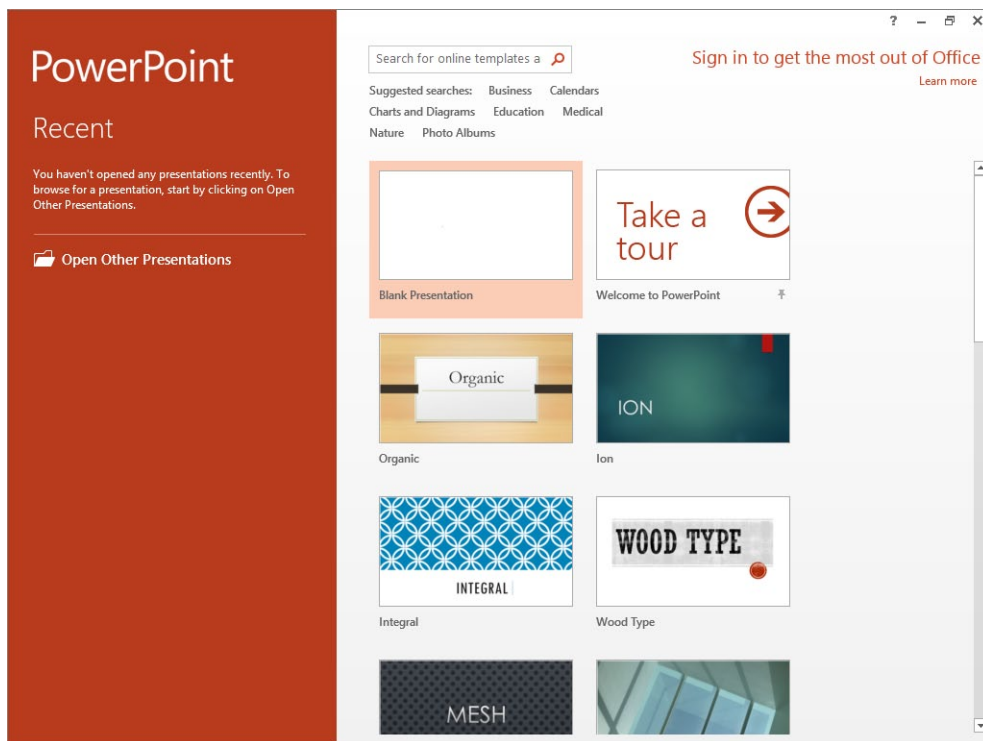 PowerPoint
Recent
You haven't opened any presentations recently. To
browse for a presentation, start by clicking on Open
Other Presentations.
Open Other Presentations
?
Search for online templates a
Sign in to get the most out of Office
Learn more
Suggested searches: Business Calendars
Charts and Diagrams Education Medical
Nature Photo Albums
Take a
tour
Blank Presentation
Welcome to PowerPoint
Organic
ION
Organic
Ion
INTEGRAL
WOOD TYPE
Integral
Wood Type
MESH